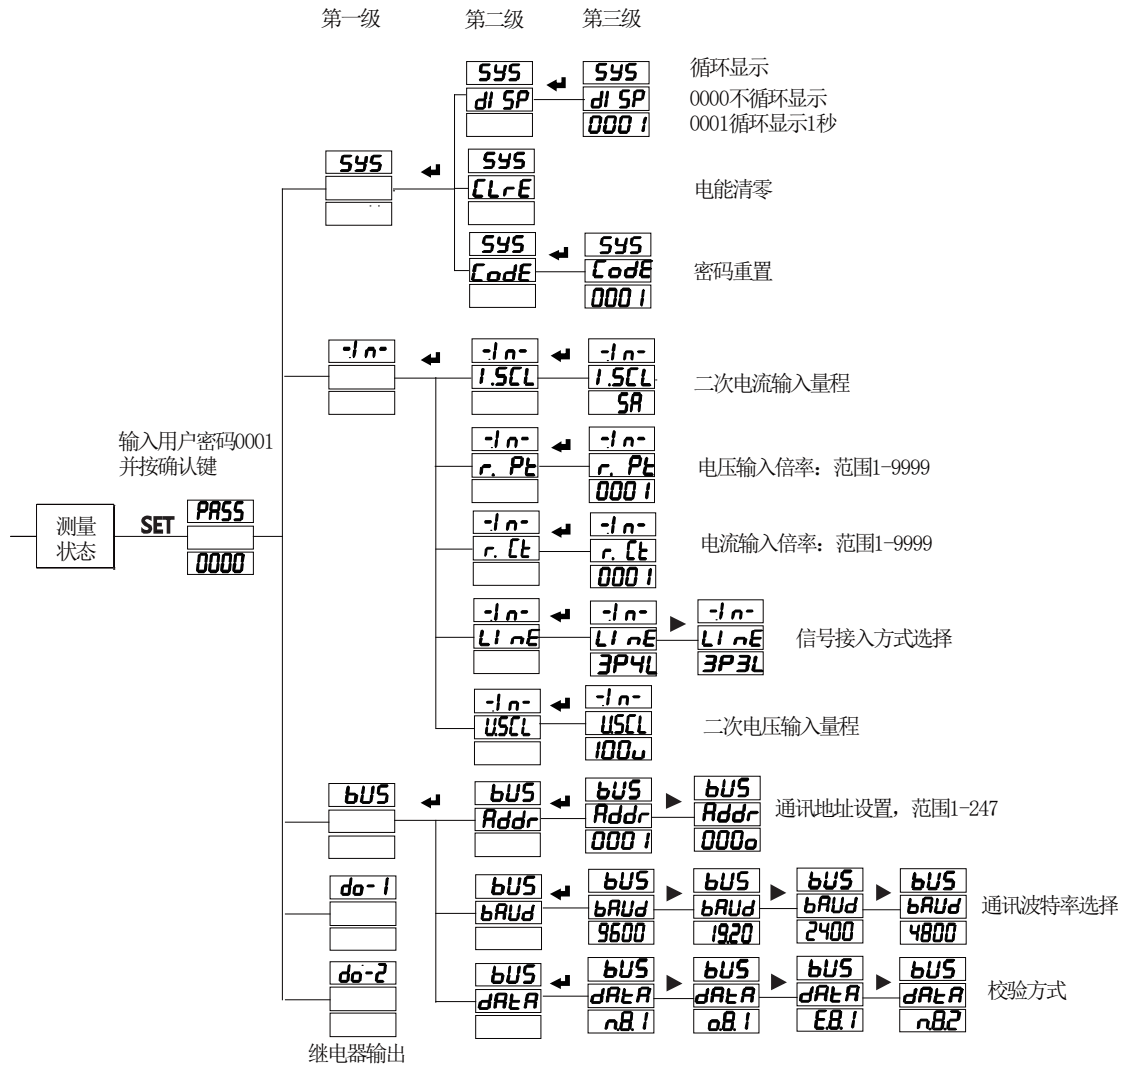 第一级 第二级 第三级
SYS SYS 循环显示
dISP dISP 0000不循环显示
0001 0001循环显示1秒
SYS SYS
CLrE 电能清零
SYS SYS
CodE CodE 密码重置
0001
-In- -In- -In-
I.SCL I.SCL 二次电流输入量程
5A
输入用户密码0001
并按确认键
-In- -In-
r. Pt r. Pt 电压输入倍率：范围1-9999
0001
测量
状态
SET
PASS
0000
-In- -In-
r. Ct r. Ct 电流输入倍率：范围1-9999
0001
-In- -In- -In-
LInE LInE LInE 信号接入方式选择
3P4L 3P3L
-In- -In-
U.SCL U.SCL 二次电压输入量程
100u
bUS bUS bUS bUS
Addr Addr Addr 通讯地址设置，范围1-247
0001 000o
do-1 bUS bUS bUS bUS bUS
bAUd bAUd bAUd bAUd bAUd 通讯波特率选择
9600 19.20 2400 4800
do-2 bUS bUS bUS bUS bUS
dAtA dAtA dAtA dAtA dAtA 校验方式
n.8.1 o.8.1 E.8.1 n.8.2
继电器输出